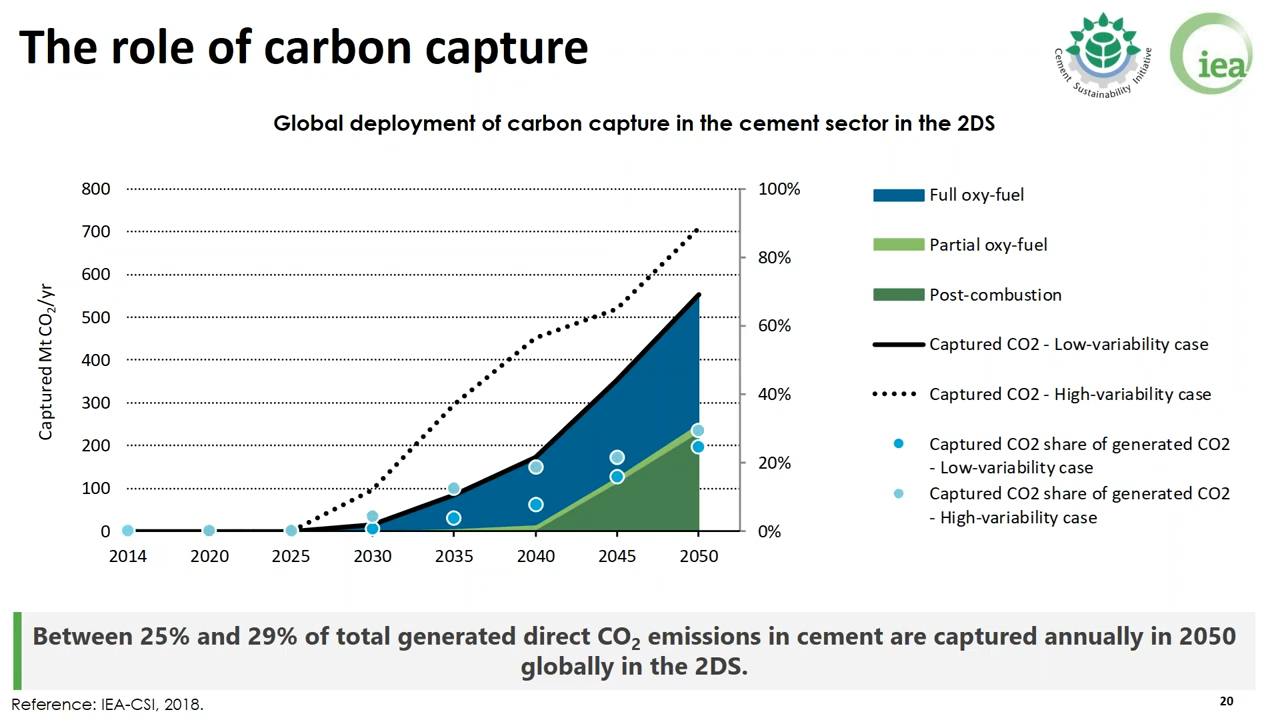 The role of carbon capture
Cement Sustainability Initiative
iea
Global deployment of carbon capture in the cement sector in the 2DS
Captured Mt CO2/yr
800
700
600
500
400
300
200
100
0
100%
80%
60%
40%
20%
0%
2014 2020 2025 2030 2035 2040 2045 2050
Full oxy-fuel
Partial oxy-fuel
Post-combustion
Captured CO2 - Low-variability case
Captured CO2 - High-variability case
Captured CO2 share of generated CO2
- Low-variability case
Captured CO2 share of generated CO2
- High-variability case
Between 25% and 29% of total generated direct CO2 emissions in cement are captured annually in 2050
globally in the 2DS.
Reference: IEA-CSI, 2018.
20